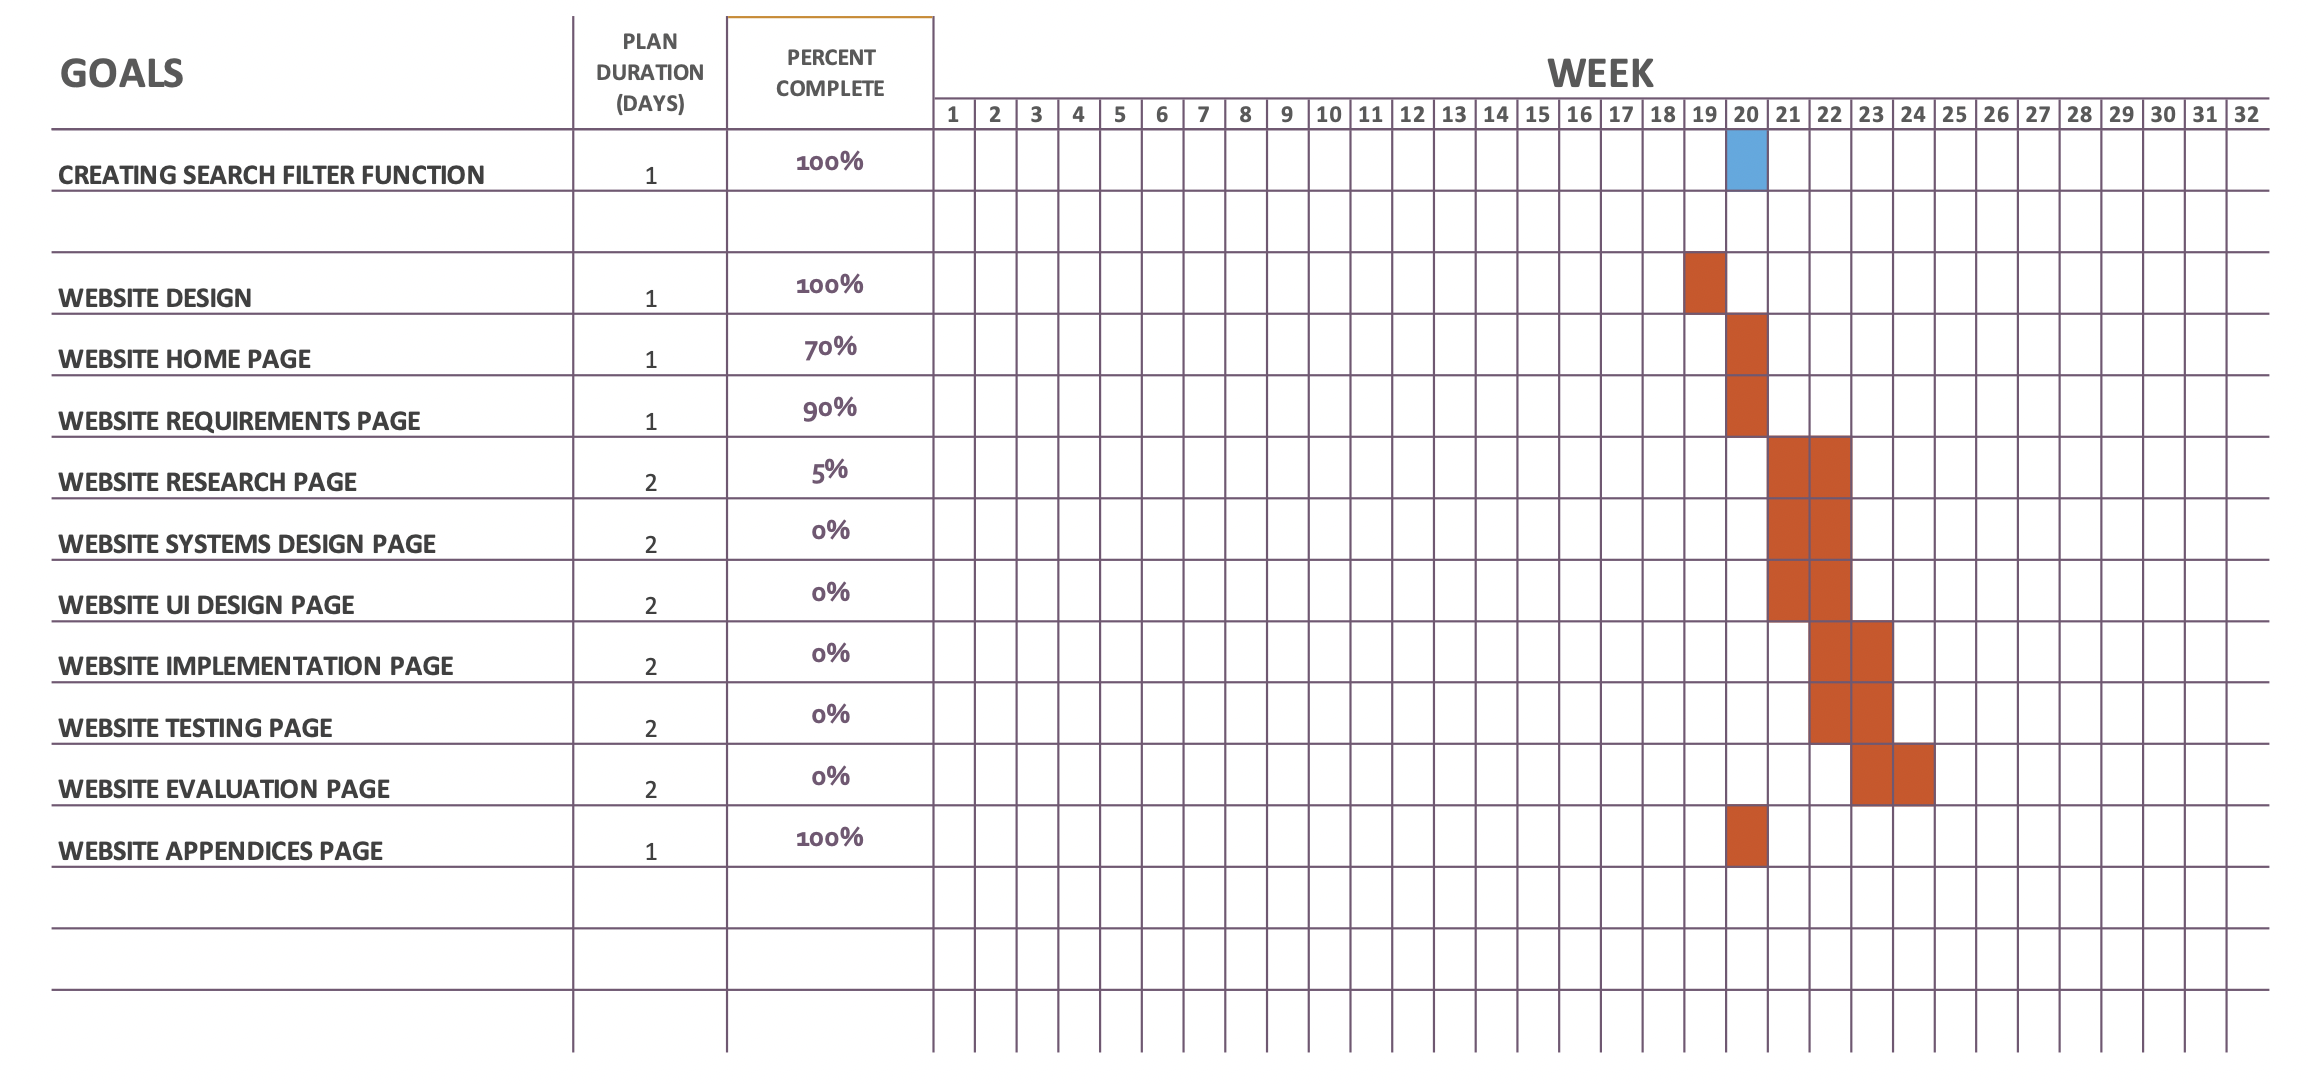 GOALS
PLAN
DURATION
(DAYS)
PERCENT
COMPLETE
WEEK
1 2 3 4 5 6 7 8 9 10 11 12 13 14 15 16 17 18 19 20 21 22 23 24 25 26 27 28 29 30 31 32
CREATING SEARCH FILTER FUNCTION 1 100%
WEBSITE DESIGN 1 100%
WEBSITE HOME PAGE 1 70%
WEBSITE REQUIREMENTS PAGE 1 90%
WEBSITE RESEARCH PAGE 2 5%
WEBSITE SYSTEMS DESIGN PAGE 2 0%
WEBSITE UI DESIGN PAGE 2 0%
WEBSITE IMPLEMENTATION PAGE 2 0%
WEBSITE TESTING PAGE 2 0%
WEBSITE EVALUATION PAGE 2 0%
WEBSITE APPENDICES PAGE 1 100%